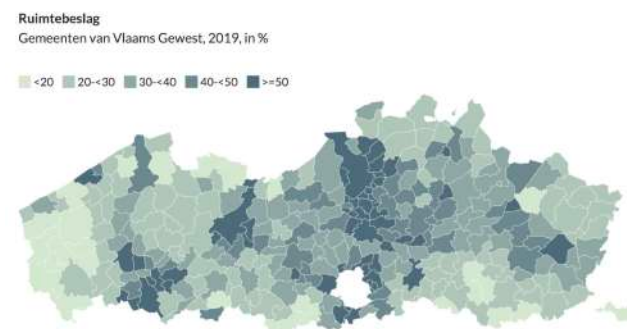 Ruimtebeslag
Gemeenten van Vlaams Gewest, 2019, in %
<20 20-<30 30-<40 40-<50 >=50